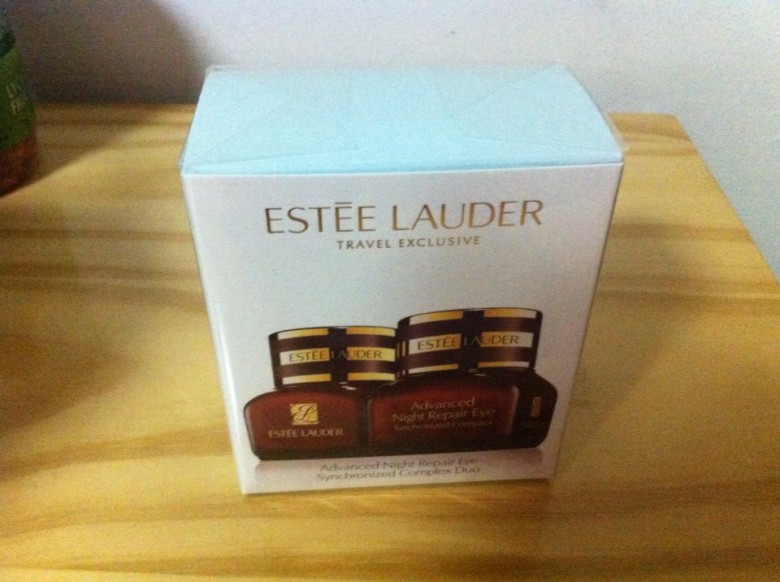 ESTĒE LAUDER
TRAVEL EXCLUSIVE
ESTĒE LAUDER
ESTĒE LAUDER
Advanced
Night Repair Eye
Synchronized Complex
ESTĒE LAUDER
Advanced Night Repair Eye
Synchronized Complex Duo